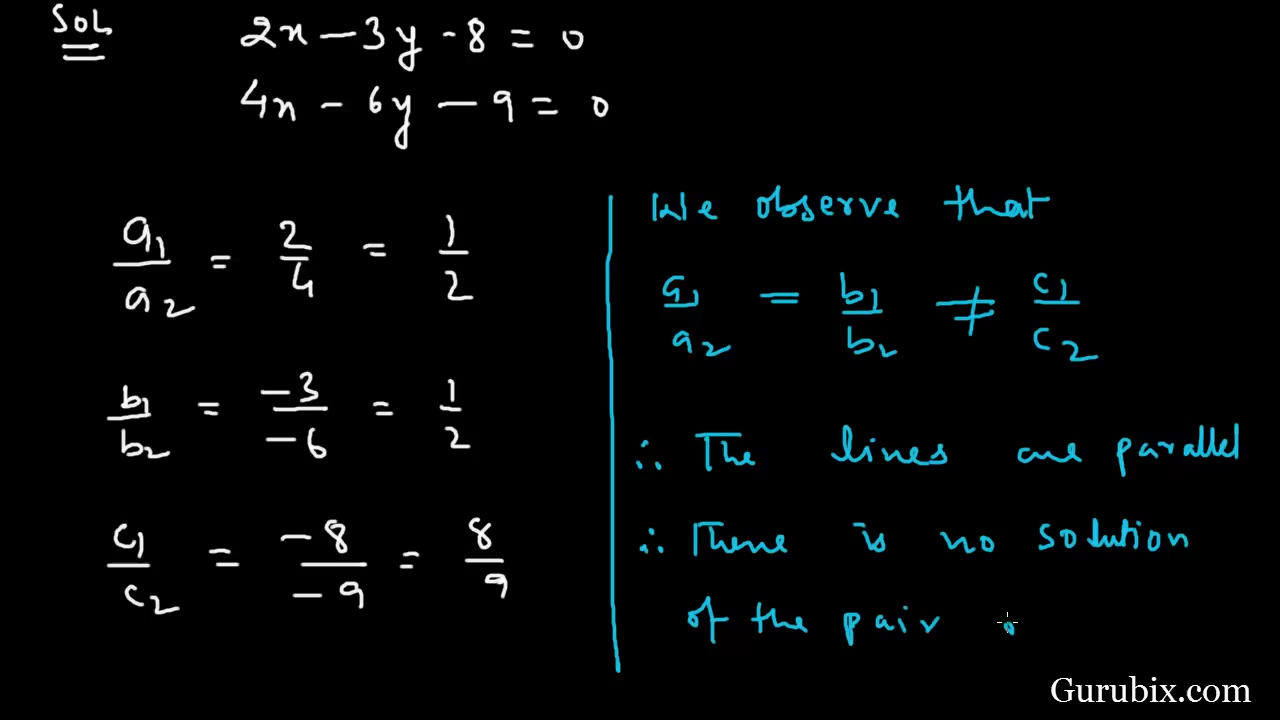 Sol.
2x - 3y - 8 = 0
4x - 6y - 9 = 0
a1/a2 = 2/4 = 1/2
b1/b2 = -3/-6 = 1/2
c1/c2 = -8/-9 = 8/9
We observe that
a1/a2 = b1/b2 ≠ c1/c2
∴ The lines are parallel
∴ There is no solution
of the pair o
Gurubix.com